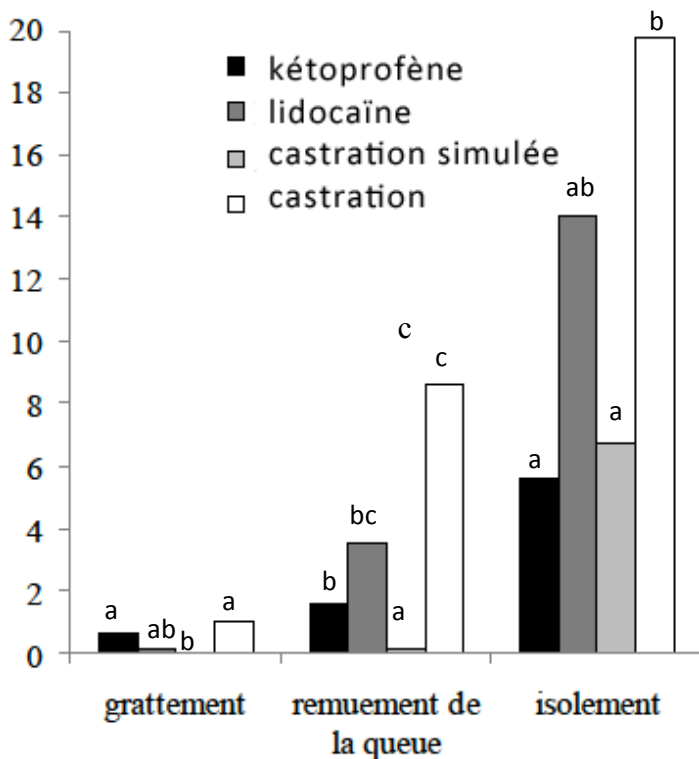 20
18
16
14
12
10
8
6
4
2
0
kétoprofène
lidocaïne
castration simulée
castration
a
ab
b
a
b
bc
a
c
c
a
ab
a
b
grattement
remuement de
la queue
isolement